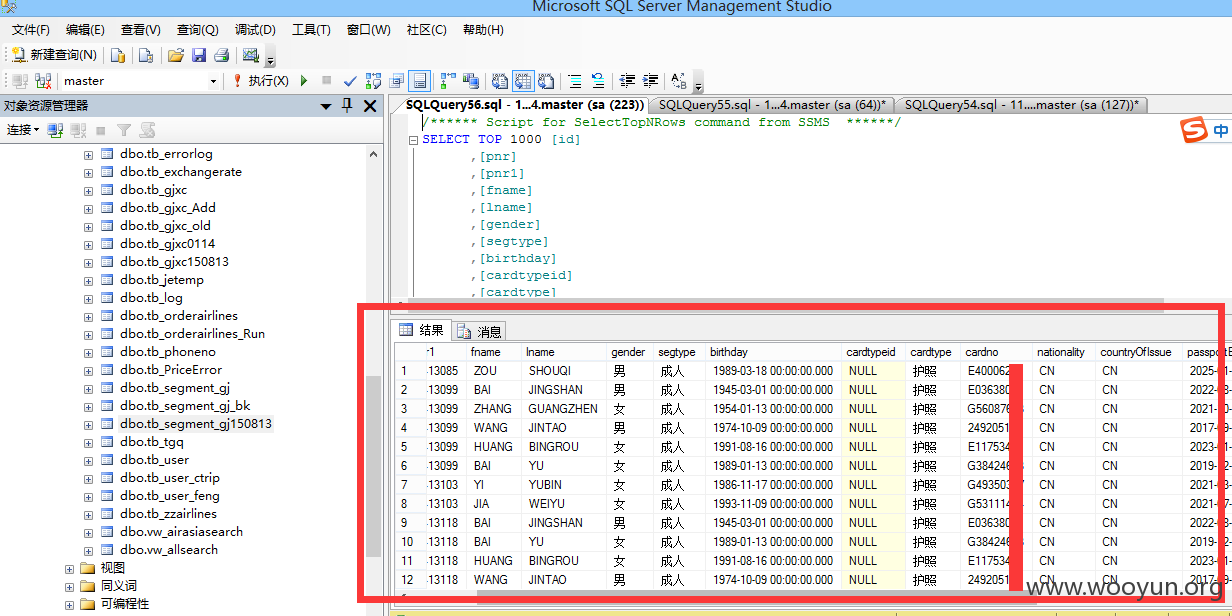 Microsoft SQL Server Management Studio
文件(F) 编辑(E) 查看(V) 查询(Q) 调试(D) 工具(T) 窗口(W) 社区(C) 帮助(H)
新建查询(N)
master 执行(X)
对象资源管理器
连接
dbo.tb_errorlog
dbo.tb_exchangerate
dbo.tb_gjxc
dbo.tb_gjxc_Add
dbo.tb_gjxc_old
dbo.tb_gjxc0114
dbo.tb_gjxc150813
dbo.tb_jetemp
dbo.tb_log
dbo.tb_orderairlines
dbo.tb_orderairlines_Run
dbo.tb_phoneno
dbo.tb_PriceError
dbo.tb_segment_gj
dbo.tb_segment_gj_bk
dbo.tb_segment_gj150813
dbo.tb_tgq
dbo.tb_user
dbo.tb_user_ctrip
dbo.tb_user_feng
dbo.tb_zzairlines
dbo.vw_airasiasearch
dbo.vw_allsearch
视图
同义词
可编程性
SQLQuery56.sql - 1...4.master (sa (223)) SQLQuery55.sql - 1...4.master (sa (64))* SQLQuery54.sql - 11....master (sa (127))*
/****** Script for SelectTopNRows command from SSMS ******/
SELECT TOP 1000 [id]
,[pnr]
,[pnr1]
,[fname]
,[lname]
,[gender]
,[segtype]
,[birthday]
,[cardtypeid]
,[cardtype]
中
结果 消息
fname lname gender segtype birthday cardtypeid cardtype cardno nationality countryOfIssue
1 13085 ZOU SHOUQI 男 成人 1989-03-18 00:00:00.000 NULL 护照 E400062 CN CN 2025-
2 13099 BAI JINGSHAN 男 成人 1945-03-01 00:00:00.000 NULL 护照 E036380 CN CN 2022-
3 13099 ZHANG GUANGZHEN 女 成人 1954-01-13 00:00:00.000 NULL 护照 G56087 CN CN 2021-
4 13099 WANG JINTAO 男 成人 1974-10-09 00:00:00.000 NULL 护照 2492051 CN CN 2017-
5 13099 HUANG BINGROU 女 成人 1991-08-16 00:00:00.000 NULL 护照 E117534 CN CN 2023-
6 13099 BAI YU 女 成人 1989-01-13 00:00:00.000 NULL 护照 G38424 CN CN 2019-
7 13103 YI YUBIN 女 成人 1986-11-17 00:00:00.000 NULL 护照 G49350 CN CN 2021-
8 13103 JIA WEIYU 女 成人 1993-11-09 00:00:00.000 NULL 护照 G53111 CN CN 2021-
9 13118 BAI JINGSHAN 男 成人 1945-03-01 00:00:00.000 NULL 护照 E036380 CN CN 2022-
10 13118 BAI YU 女 成人 1989-01-13 00:00:00.000 NULL 护照 G38424 CN CN 2019-
11 13118 HUANG BINGROU 女 成人 1991-08-16 00:00:00.000 NULL 护照 E117534 CN CN 2023-
12 13118 WANG JINTAO 男 成人 1974-10-09 00:00:00.000 NULL 护照 2492051 CN CN 2017-
www.wooyun.org